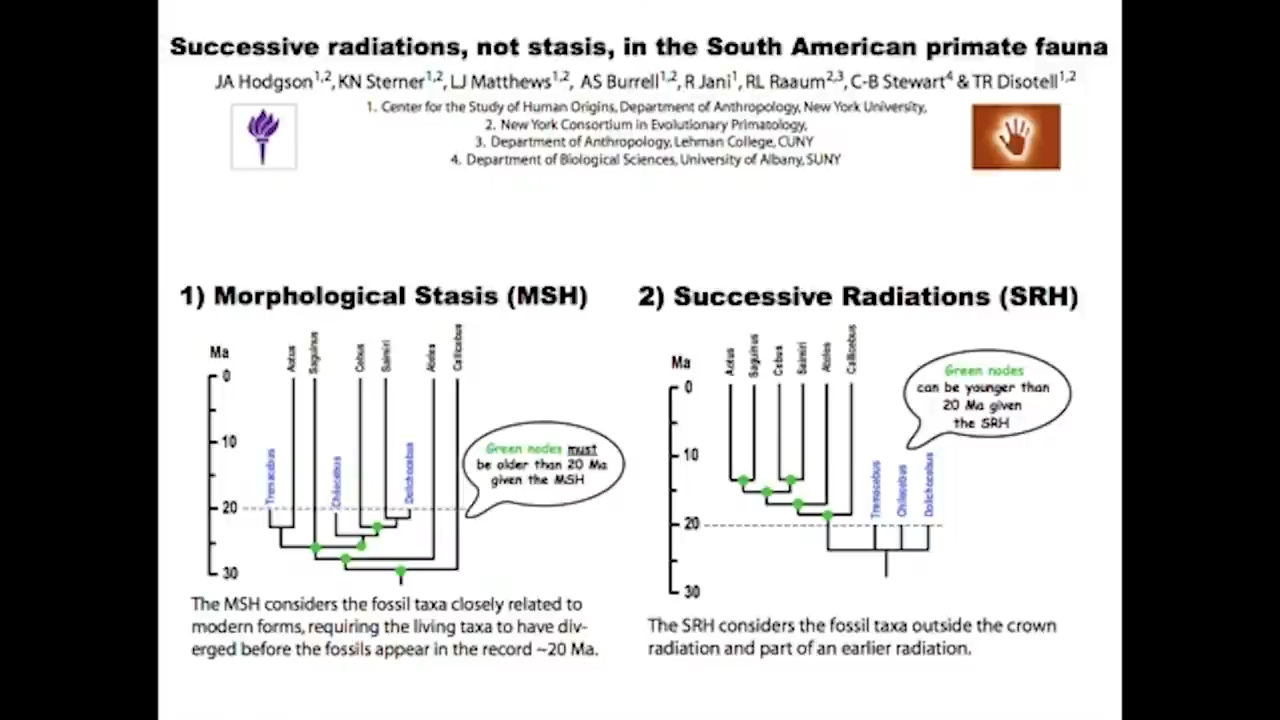 Successive radiations, not stasis, in the South American primate fauna
JA Hodgson1,2, KN Sterner1,2, LJ Matthews1,2, AS Burrell1,2, R Jani1, RL Raaum2,3, C-B Stewart4 & TR Disotell1,2
1. Center for the Study of Human Origins, Department of Anthropology, New York University,
2. New York Consortium in Evolutionary Primatology,
3. Department of Anthropology, Lehman College, CUNY
4. Department of Biological Sciences, University of Albany, SUNY
1) Morphological Stasis (MSH)
Ma
0
10
20
30
Aotus
Saguinus
Cebus
Saimiri
Ateles
Callicebus
Tremacebus
Chilecebus
Dolichocebus
Green nodes must
be older than 20 Ma
given the MSH
The MSH considers the fossil taxa closely related to
modern forms, requiring the living taxa to have div-
erged before the fossils appear in the record ~20 Ma.
2) Successive Radiations (SRH)
Ma
0
10
20
30
Aotus
Saguinus
Cebus
Saimiri
Ateles
Callicebus
Tremacebus
Chilecebus
Dolichocebus
Green nodes
can be younger than
20 Ma given
the SRH
The SRH considers the fossil taxa outside the crown
radiation and part of an earlier radiation.